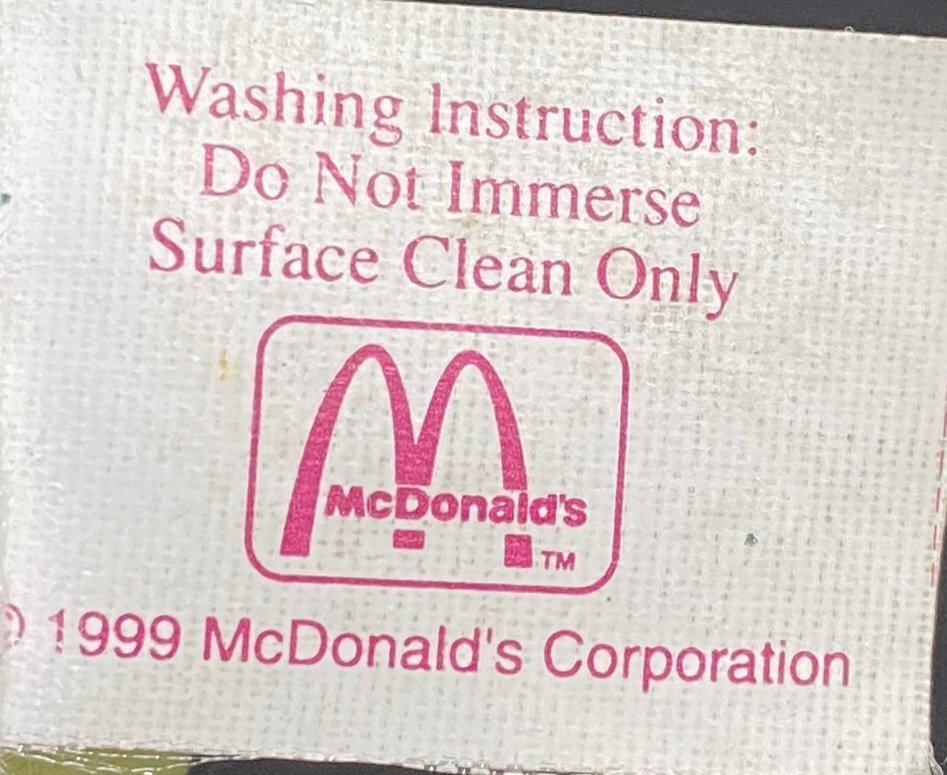 Washing Instruction:
Do Not Immerse
Surface Clean Only
McDonald's
TM
© 1999 McDonald's Corporation